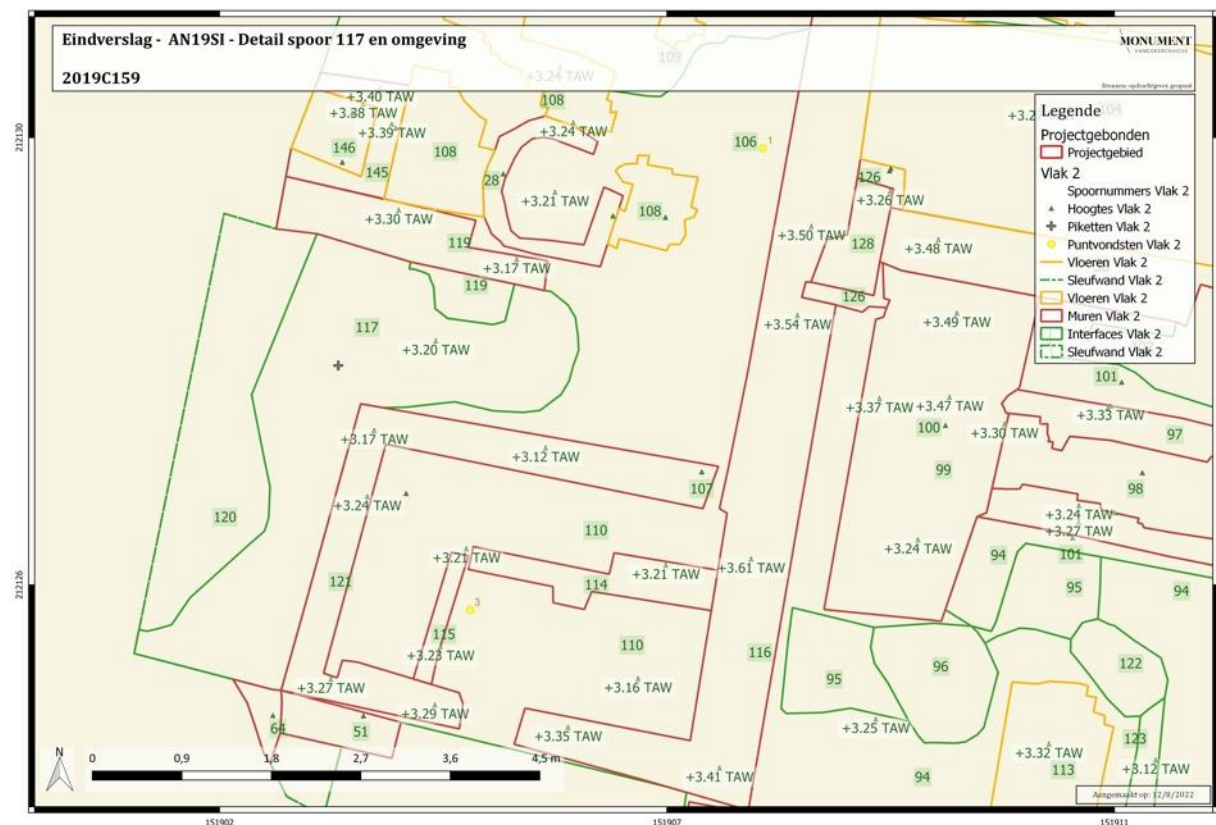 Eindverslag - AN19SI - Detail spoor 117 en omgeving
2019C159
MONUMENT
VANDEKERCKHOVE
Legende
Projectgebonden
Projectgebied
Vlak 2
Spoornummers Vlak 2
Hoogtes Vlak 2
Piketten Vlak 2
Puntvondsten Vlak 2
Vloeren Vlak 2
Sleufwand Vlak 2
Vloeren Vlak 2
Muren Vlak 2
Interfaces Vlak 2
Sleufwand Vlak 2
109
104
+3.24 TAW
+3.40 TAW
108
+3.38 TAW
+3.39 TAW
+3.24 TAW
106
1
146
108
145
28
126
+3.21 TAW
+3.26 TAW
+3.30 TAW
108
+3.50 TAW
119
128
+3.48 TAW
+3.17 TAW
119
126
117
+3.54 TAW
+3.49 TAW
+3.20 TAW
101
+3.37 TAW
+3.47 TAW
+3.33 TAW
100
+3.30 TAW
97
+3.17 TAW
+3.12 TAW
99
107
98
+3.24 TAW
120
+3.24 TAW
110
+3.27 TAW
+3.24 TAW
101
94
+3.21 TAW
+3.61 TAW
+3.21 TAW
121
114
95
94
3
115
110
116
+3.23 TAW
96
122
95
+3.27 TAW
+3.16 TAW
+3.29 TAW
64
51
+3.35 TAW
+3.25 TAW
123
+3.32 TAW
+3.41 TAW
94
113
+3.12 TAW
N
0 0,9 1,8 2,7 3,6 4,5 m
Aangemaakt op: 12/8/2022
212130
212126
151902 151907 151911